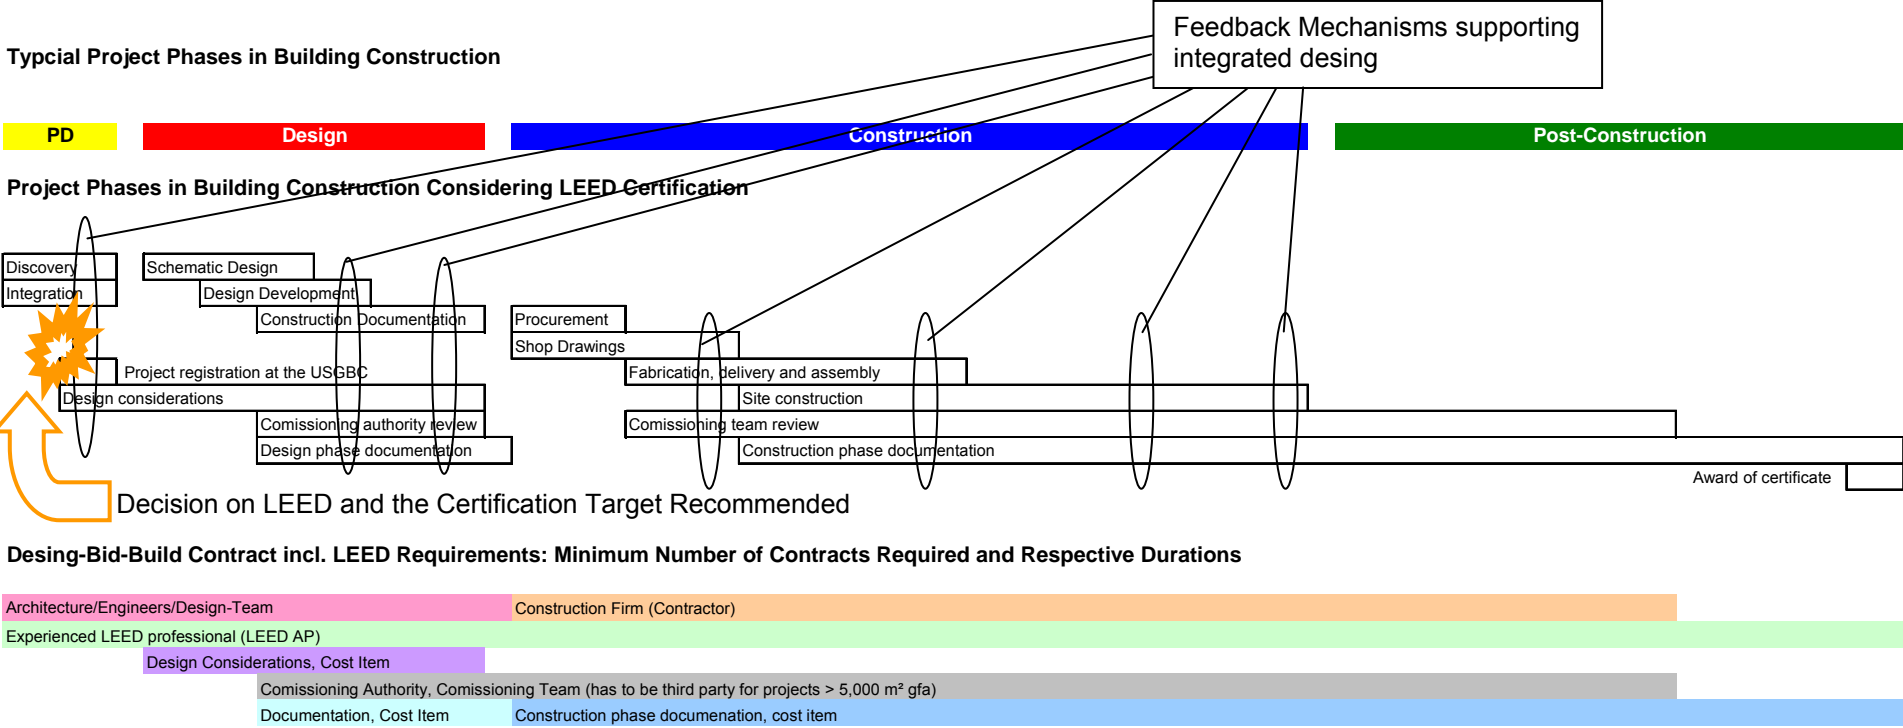 Feedback Mechanisms supporting
integrated desing
Typcial Project Phases in Building Construction
PD
Design
Construction
Post-Construction
Project Phases in Building Construction Considering LEED Certification
Discovery
Schematic Design
Integration
Design Development
Construction Documentation
Procurement
Shop Drawings
Project registration at the USGBC
Fabrication, delivery and assembly
Design considerations
Site construction
Comissioning authority review
Comissioning team review
Design phase documentation
Construction phase documentation
Award of certificate
Decision on LEED and the Certification Target Recommended
Desing-Bid-Build Contract incl. LEED Requirements: Minimum Number of Contracts Required and Respective Durations
Architecture/Engineers/Design-Team
Construction Firm (Contractor)
Experienced LEED professional (LEED AP)
Design Considerations, Cost Item
Comissioning Authority, Comissioning Team (has to be third party for projects > 5,000 m² gfa)
Documentation, Cost Item
Construction phase documenation, cost item